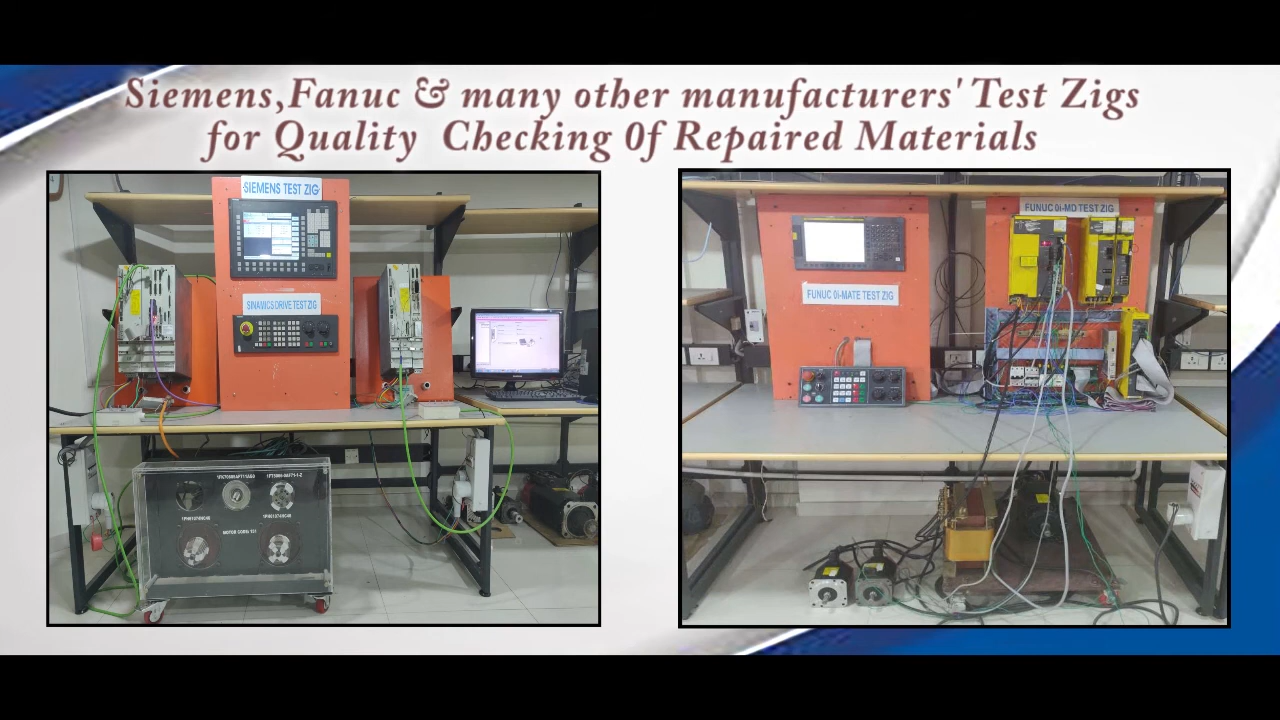 Siemens,Fanuc & many other manufacturers' Test Zigs
for Quality Checking 0f Repaired Materials
SIEMENS TEST ZIG
SINAMICS DRIVE TEST ZIG
MOTOR CODE/ 101
FUNUC 0i-MD TEST ZIG
FUNUC 0i-MATE TEST ZIG